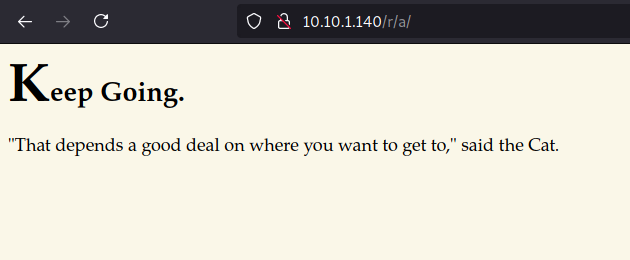 10.10.1.140/r/a/
Keep Going.
"That depends a good deal on where you want to get to," said the Cat.